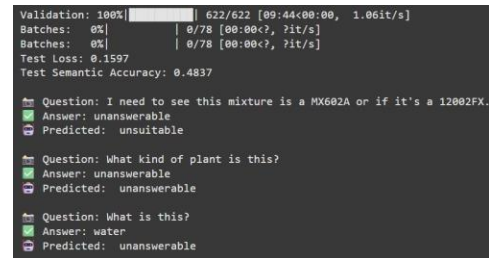 Validation: 100%| | 622/622 [09:44<00:00, 1.06it/s]
Batches: 0%| | 0/78 [00:00<?, ?it/s]
Batches: 0%| | 0/78 [00:00<?, ?it/s]
Test Loss: 0.1597
Test Semantic Accuracy: 0.4837
Question: I need to see this mixture is a MX602A or if it's a 12002FX.
Answer: unanswerable
Predicted: unsuitable
Question: What kind of plant is this?
Answer: unanswerable
Predicted: unanswerable
Question: What is this?
Answer: water
Predicted: unanswerable